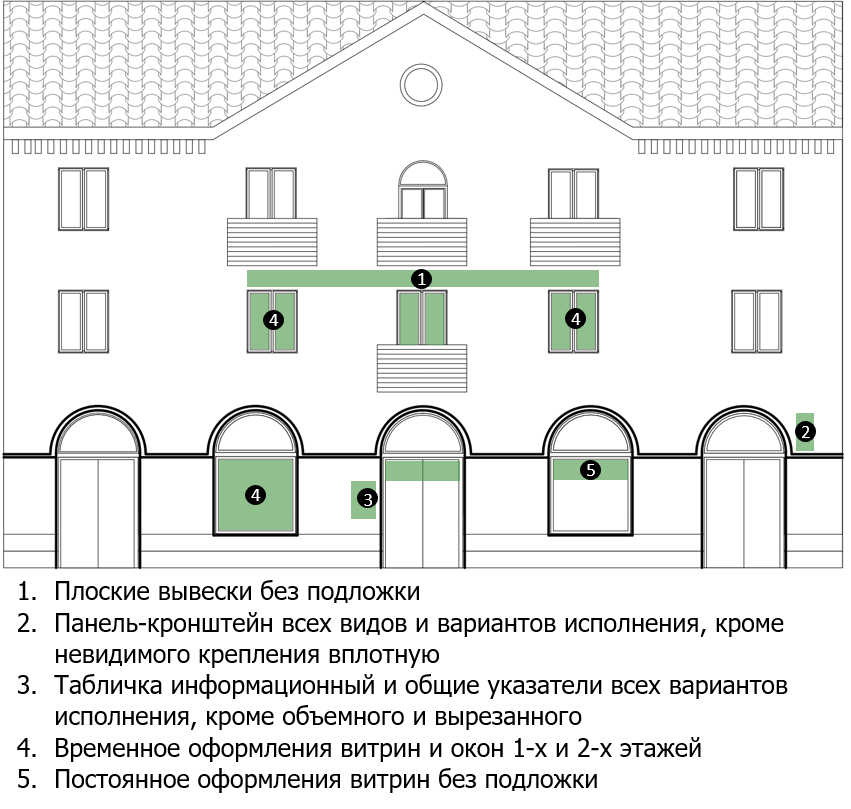 1
4
4
2
4
3
5
1. Плоские вывески без подложки
2. Панель-кронштейн всех видов и вариантов исполнения, кроме
невидимого крепления вплотную
3. Табличка информационный и общие указатели всех вариантов
исполнения, кроме объемного и вырезанного
4. Временное оформления витрин и окон 1-х и 2-х этажей
5. Постоянное оформления витрин без подложки